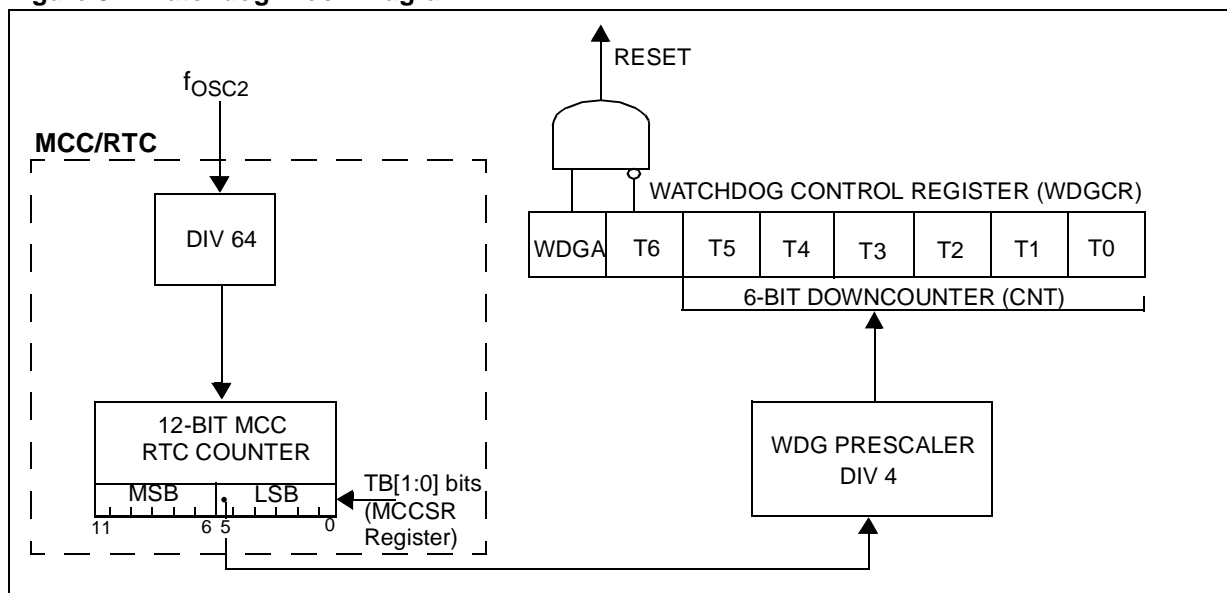 RESET
fOSC2
MCC/RTC
DIV 64
WATCHDOG CONTROL REGISTER (WDGCR)
WDGA T6 T5 T4 T3 T2 T1 T0
6-BIT DOWNCOUNTER (CNT)
12-BIT MCC
RTC COUNTER
MSB LSB
11 6 5 0
TB[1:0] bits
(MCCSR
Register)
WDG PRESCALER
DIV 4